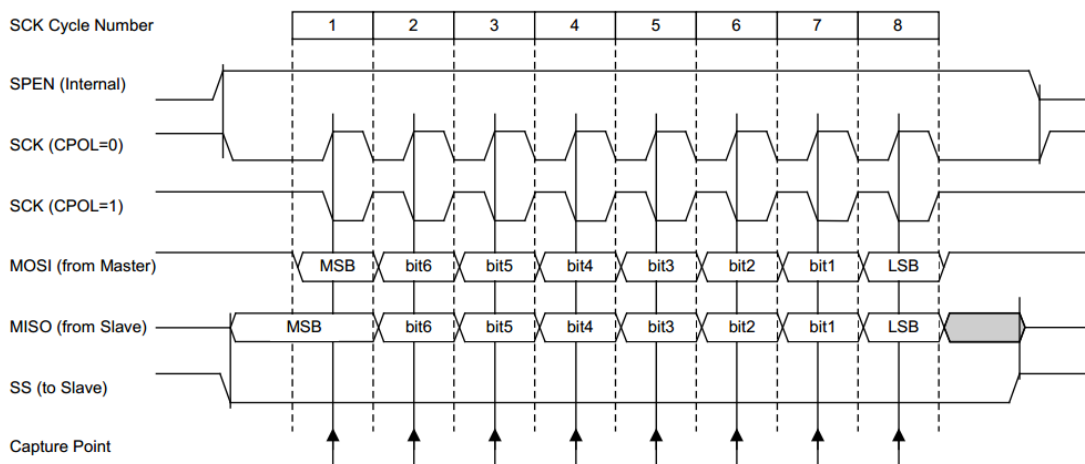 SCK Cycle Number 1 2 3 4 5 6 7 8
SPEN (Internal)
SCK (CPOL=0)
SCK (CPOL=1)
MOSI (from Master) MSB bit6 bit5 bit4 bit3 bit2 bit1 LSB
MISO (from Slave) MSB bit6 bit5 bit4 bit3 bit2 bit1 LSB
SS (to Slave)
Capture Point